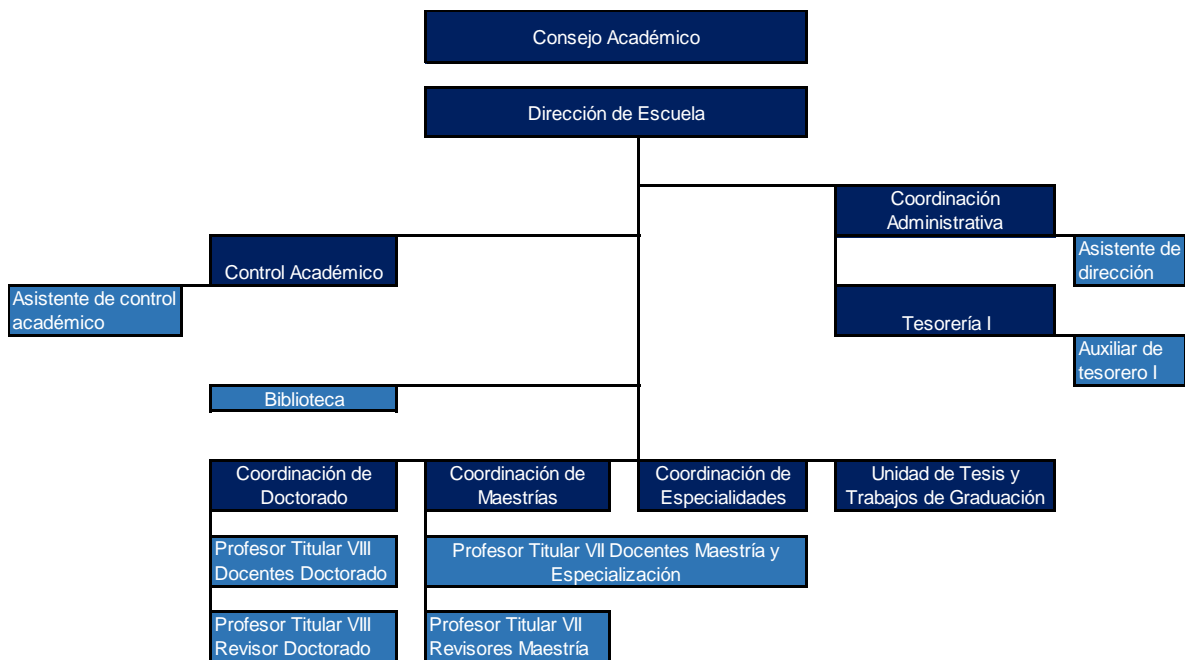 Consejo Académico
Dirección de Escuela
Coordinación
Administrativa
Control Académico
Asistente de
dirección
Asistente de control
académico
Tesorería I
Auxiliar de
tesorero I
Biblioteca
Coordinación de
Doctorado
Coordinación de
Maestrías
Coordinación de
Especialidades
Unidad de Tesis y
Trabajos de Graduación
Profesor Titular VIII
Docentes Doctorado
Profesor Titular VII Docentes Maestría y
Especialización
Profesor Titular VIII
Revisor Doctorado
Profesor Titular VII
Revisores Maestría